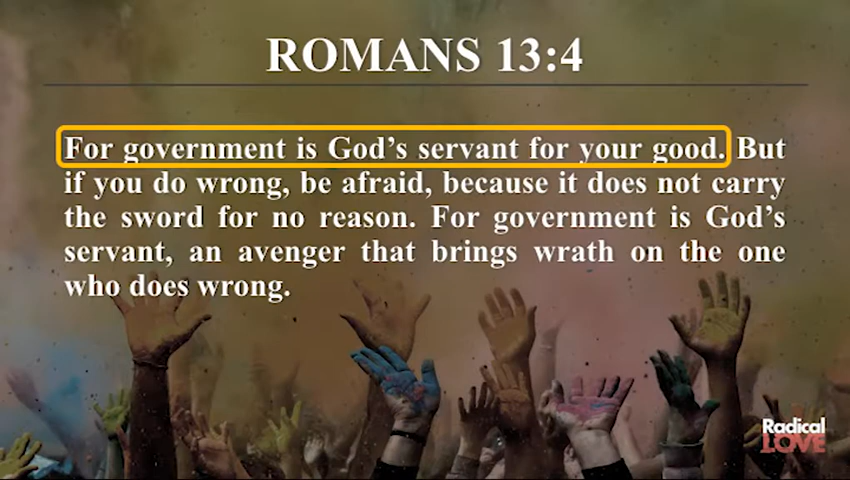 ROMANS 13:4
For government is God's servant for your good. But
if you do wrong, be afraid, because it does not carry
the sword for no reason. For government is God's
servant, an avenger that brings wrath on the one
who does wrong.
Radical
LOVE